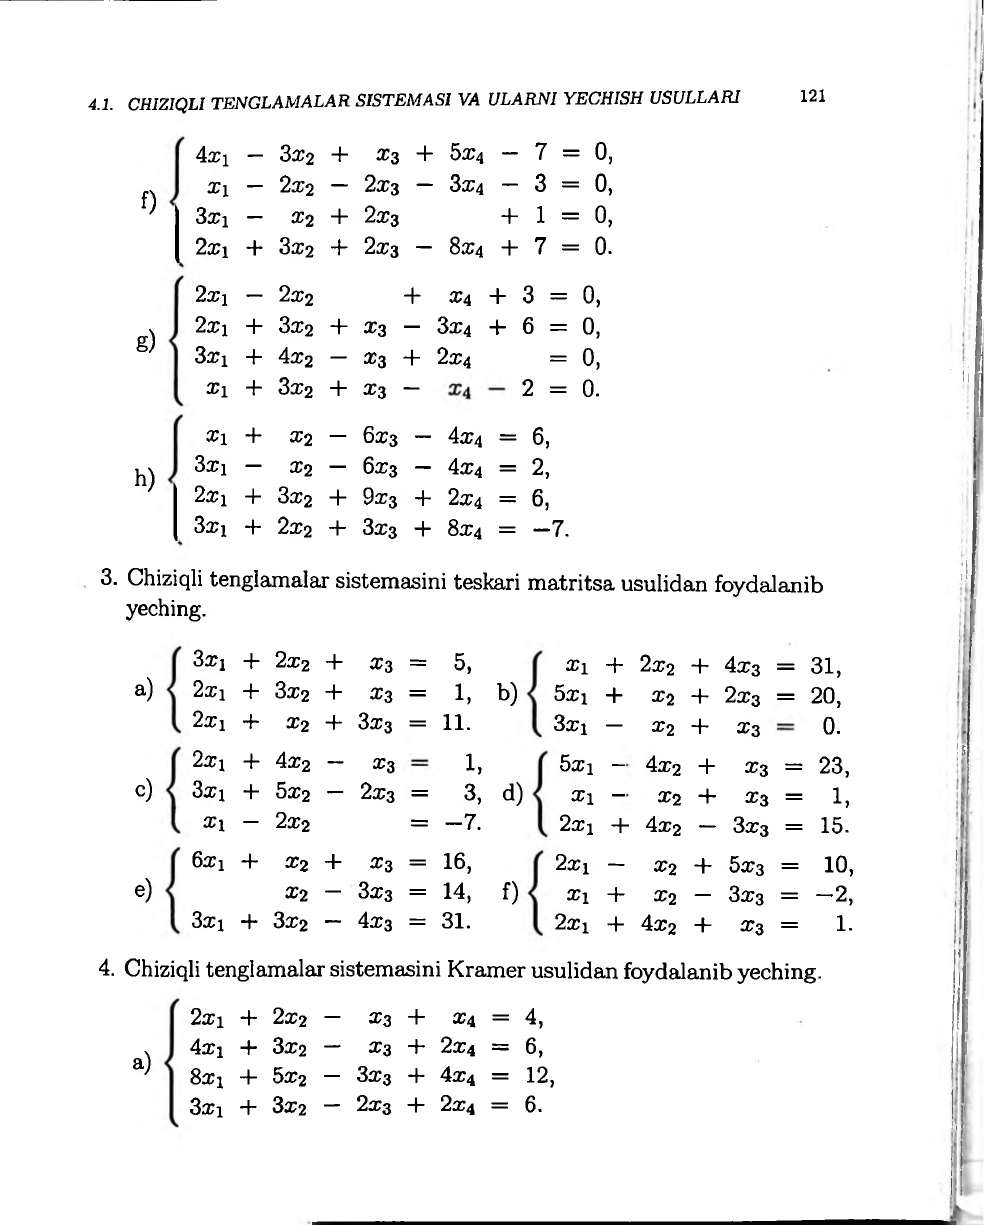 4.1. CHIZIQLI TENGLAMALAR SISTEMASI VA ULARNI YECHISH USULLARI 121
f) { 4x₁ − 3x₂ + x₃ + 5x₄ − 7 = 0,
x₁ − 2x₂ − 2x₃ − 3x₄ − 3 = 0,
3x₁ − x₂ + 2x₃ + 1 = 0,
2x₁ + 3x₂ + 2x₃ − 8x₄ + 7 = 0.
g) { 2x₁ − 2x₂ + x₄ + 3 = 0,
2x₁ + 3x₂ + x₃ − 3x₄ + 6 = 0,
3x₁ + 4x₂ − x₃ + 2x₄ = 0,
x₁ + 3x₂ + x₃ − x₄ − 2 = 0.
h) { x₁ + x₂ − 6x₃ − 4x₄ = 6,
3x₁ − x₂ − 6x₃ − 4x₄ = 2,
2x₁ + 3x₂ + 9x₃ + 2x₄ = 6,
3x₁ + 2x₂ + 3x₃ + 8x₄ = −7.
3. Chiziqli tenglamalar sistemasini teskari matritsa usulidan foydalanib
yeching.
a) { 3x₁ + 2x₂ + x₃ = 5,
2x₁ + 3x₂ + x₃ = 1,
2x₁ + x₂ + 3x₃ = 11.
b) { x₁ + 2x₂ + 4x₃ = 31,
5x₁ + x₂ + 2x₃ = 20,
3x₁ − x₂ + x₃ = 0.
c) { 2x₁ + 4x₂ − x₃ = 1,
3x₁ + 5x₂ − 2x₃ = 3,
x₁ − 2x₂ = −7.
d) { 5x₁ − 4x₂ + x₃ = 23,
x₁ − x₂ + x₃ = 1,
2x₁ + 4x₂ − 3x₃ = 15.
e) { 6x₁ + x₂ + x₃ = 16,
x₂ − 3x₃ = 14,
3x₁ + 3x₂ − 4x₃ = 31.
f) { 2x₁ − x₂ + 5x₃ = 10,
x₁ + x₂ − 3x₃ = −2,
2x₁ + 4x₂ + x₃ = 1.
4. Chiziqli tenglamalar sistemasini Kramer usulidan foydalanib yeching.
a) { 2x₁ + 2x₂ − x₃ + x₄ = 4,
4x₁ + 3x₂ − x₃ + 2x₄ = 6,
8x₁ + 5x₂ − 3x₃ + 4x₄ = 12,
3x₁ + 3x₂ − 2x₃ + 2x₄ = 6.